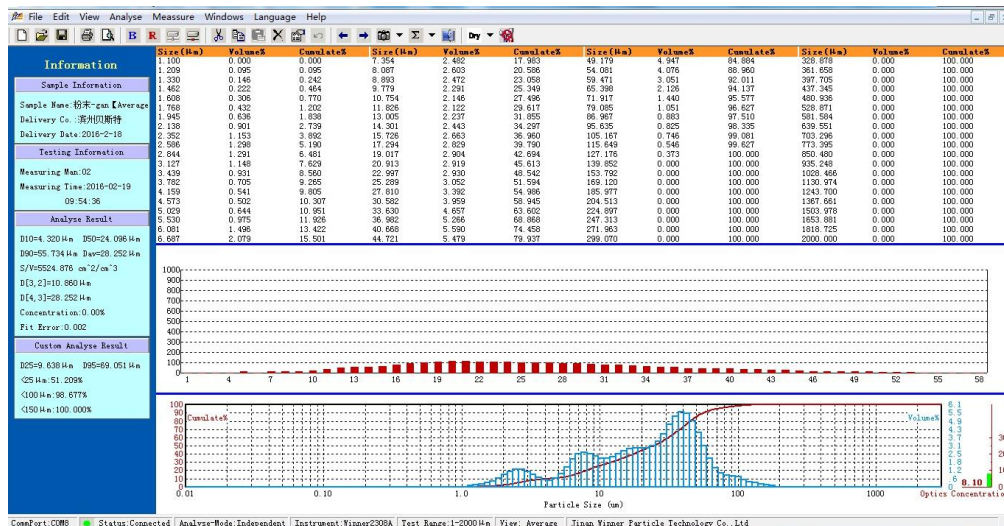 File Edit View Analyse Meassure Windows Language Help
B R Σ Dry
Information
Sample Information
Sample Name:粉末-gan【Average
Delivery Co.:滨州贝斯特
Delivery Date:2016-2-18
Testing Information
Measuring Man:02
Measuring Time:2016-02-19
09:54:36
Analyse Result
D10=4.320μm D50=24.096μm
D90=55.734μm Dav=28.252μm
S/V=5524.876 cm^2/cm^3
D[3,2]=10.860μm
D[4,3]=28.252μm
Concentration:0.00%
Fit Error:0.002
Custom Analyse Result
D25=9.638μm D95=69.051μm
<25μm:51.209%
<100μm:98.677%
<150μm:100.000%
Size(μm) Volume% Cumulate% Size(μm) Volume% Cumulate% Size(μm) Volume% Cumulate% Size(μm) Volume% Cumulate%
1.100 0.000 0.000 7.354 2.482 17.983 49.179 4.947 84.884 328.878 0.000 100.000
1.209 0.095 0.095 8.087 2.603 20.586 54.081 4.076 88.960 361.658 0.000 100.000
1.330 0.146 0.242 8.893 2.472 23.058 59.471 3.051 92.011 397.705 0.000 100.000
1.462 0.222 0.464 9.779 2.291 25.349 65.398 2.126 94.137 437.345 0.000 100.000
1.608 0.306 0.770 10.754 2.146 27.496 71.917 1.440 95.577 480.936 0.000 100.000
1.768 0.432 1.202 11.826 2.122 29.617 79.085 1.051 96.627 528.871 0.000 100.000
1.945 0.636 1.838 13.005 2.237 31.855 86.967 0.883 97.510 581.584 0.000 100.000
2.138 0.901 2.739 14.301 2.443 34.297 95.635 0.825 98.335 639.551 0.000 100.000
2.352 1.153 3.892 15.726 2.663 36.960 105.167 0.746 99.081 703.296 0.000 100.000
2.586 1.298 5.190 17.294 2.829 39.790 115.649 0.546 99.627 773.395 0.000 100.000
2.844 1.291 6.481 19.017 2.904 42.694 127.176 0.373 100.000 850.480 0.000 100.000
3.127 1.148 7.629 20.913 2.919 45.613 139.852 0.000 100.000 935.248 0.000 100.000
3.439 0.931 8.560 22.997 2.930 48.542 153.792 0.000 100.000 1028.466 0.000 100.000
3.782 0.705 9.265 25.289 3.052 51.594 169.120 0.000 100.000 1130.974 0.000 100.000
4.159 0.541 9.805 27.810 3.392 54.986 185.977 0.000 100.000 1243.700 0.000 100.000
4.573 0.502 10.307 30.582 3.959 58.945 204.513 0.000 100.000 1367.661 0.000 100.000
5.029 0.644 10.951 33.630 4.657 63.602 224.897 0.000 100.000 1503.978 0.000 100.000
5.530 0.975 11.926 36.982 5.266 68.868 247.313 0.000 100.000 1653.881 0.000 100.000
6.081 1.496 13.422 40.668 5.590 74.458 271.963 0.000 100.000 1818.725 0.000 100.000
6.687 2.079 15.501 44.721 5.479 79.937 299.070 0.000 100.000 2000.000 0.000 100.000
1000
900
800
700
600
500
400
300
200
100
0
1 4 7 10 13 16 19 22 25 28 31 34 37 40 43 46 49 52 55 58
Cumulate% Volume%
100
90
80
70
60
50
40
30
20
10
0
6.1
5.5
4.9
4.3
3.7
3.1
2.5
1.8
1.2
.6
0
0.01 0.10 1.0 10 100 1000
Particle Size (um)
8.10
Optics Concentratio
CommPort:COM8 Status:Connected Analyse-Mode:Independent Instrument:Winner2308A Test Range:1-2000μm View: Average Jinan Winner Particle Technology Co..Ltd